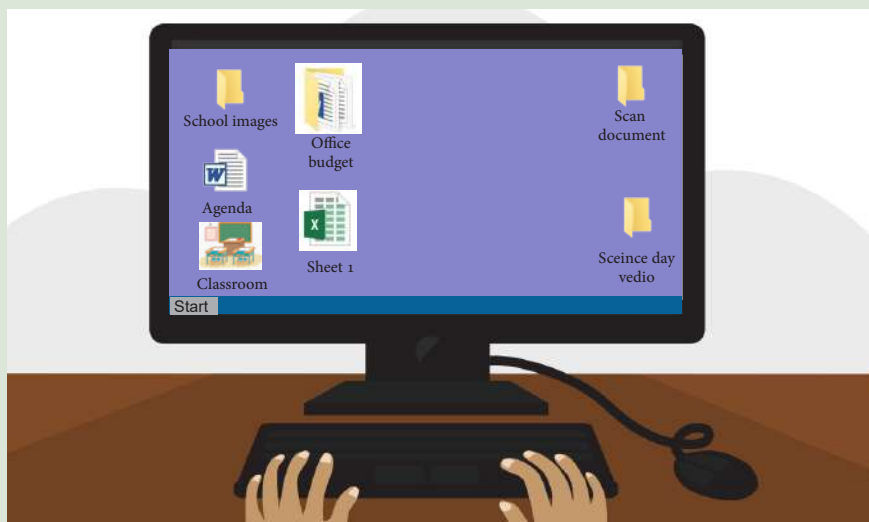 School images
Office
budget
Scan
document
W
Agenda
X
Sheet 1
Classroom
Sceince day
vedio
Start